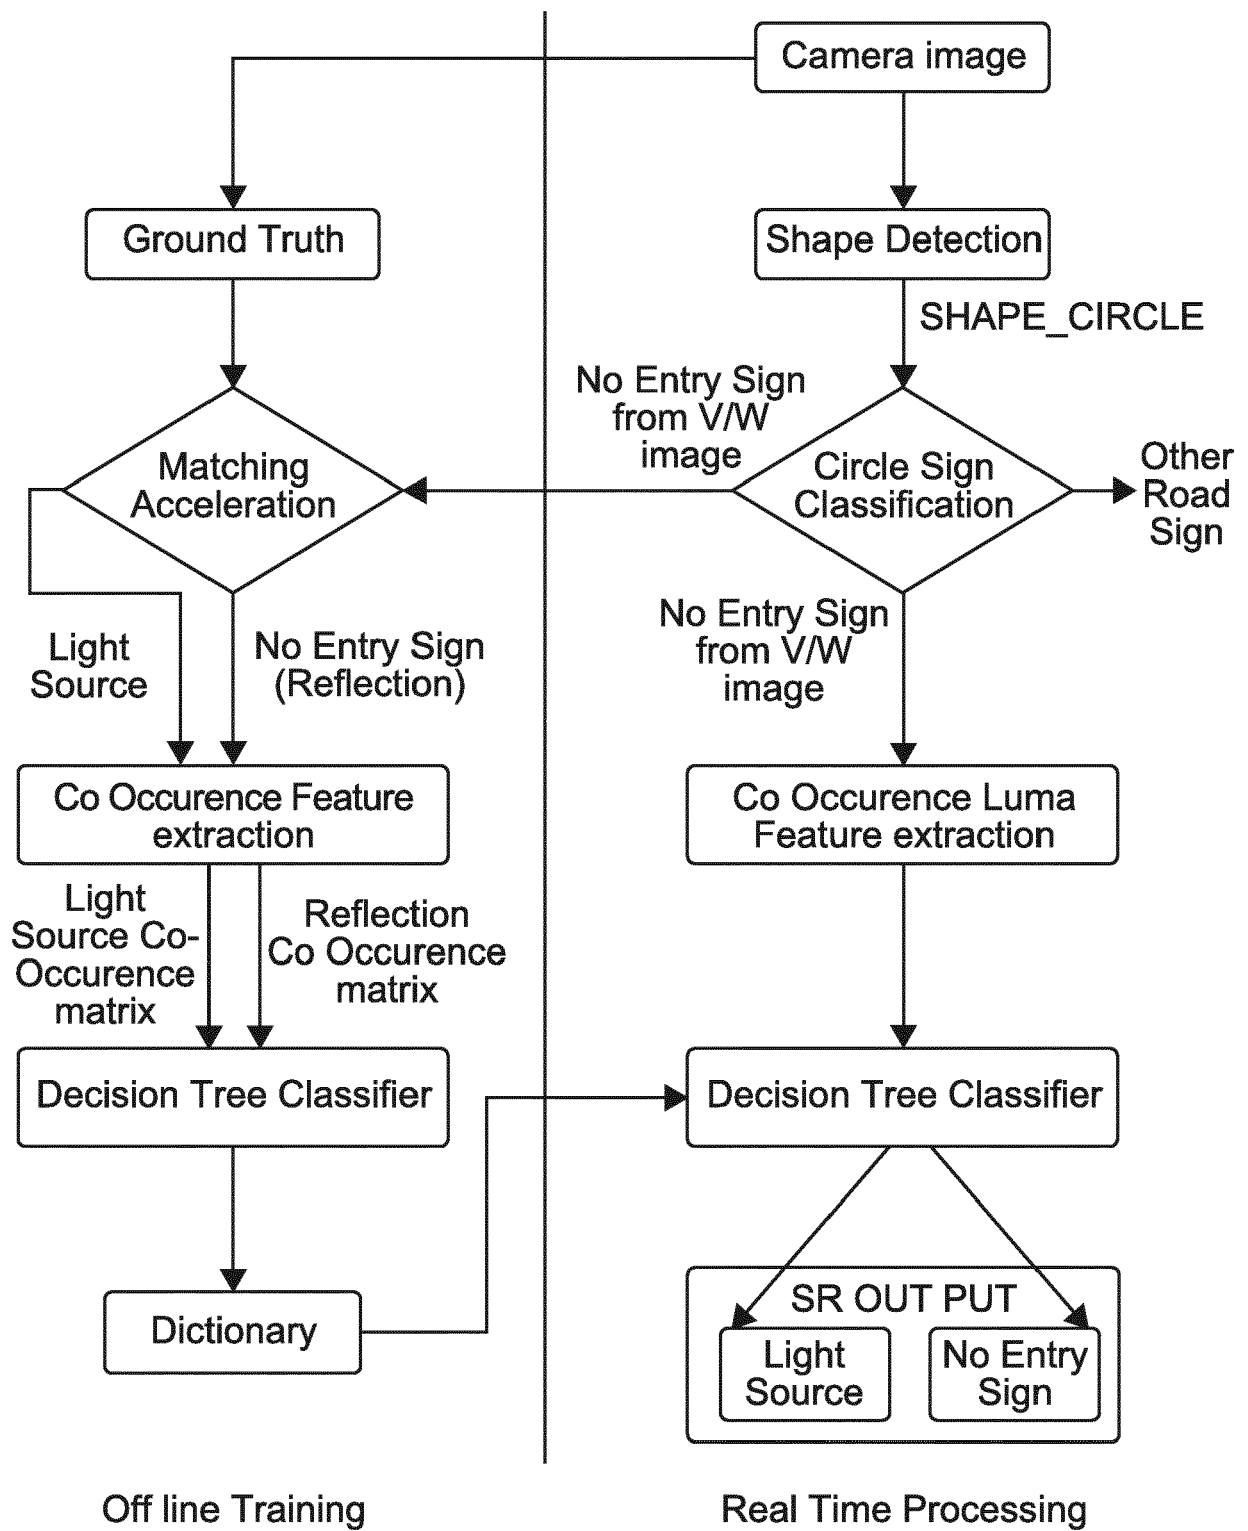 Camera image
Ground Truth
Shape Detection
SHAPE_CIRCLE
No Entry Sign
from V/W
image
Matching
Acceleration
Circle Sign
Classification
Other
Road
Sign
Light
Source
No Entry Sign
(Reflection)
No Entry Sign
from V/W
image
Co Occurence Feature
extraction
Co Occurence Luma
Feature extraction
Light
Source Co-
Occurence
matrix
Reflection
Co Occurence
matrix
Decision Tree Classifier
Decision Tree Classifier
Dictionary
SR OUT PUT
Light
Source
No Entry
Sign
Off line Training
Real Time Processing